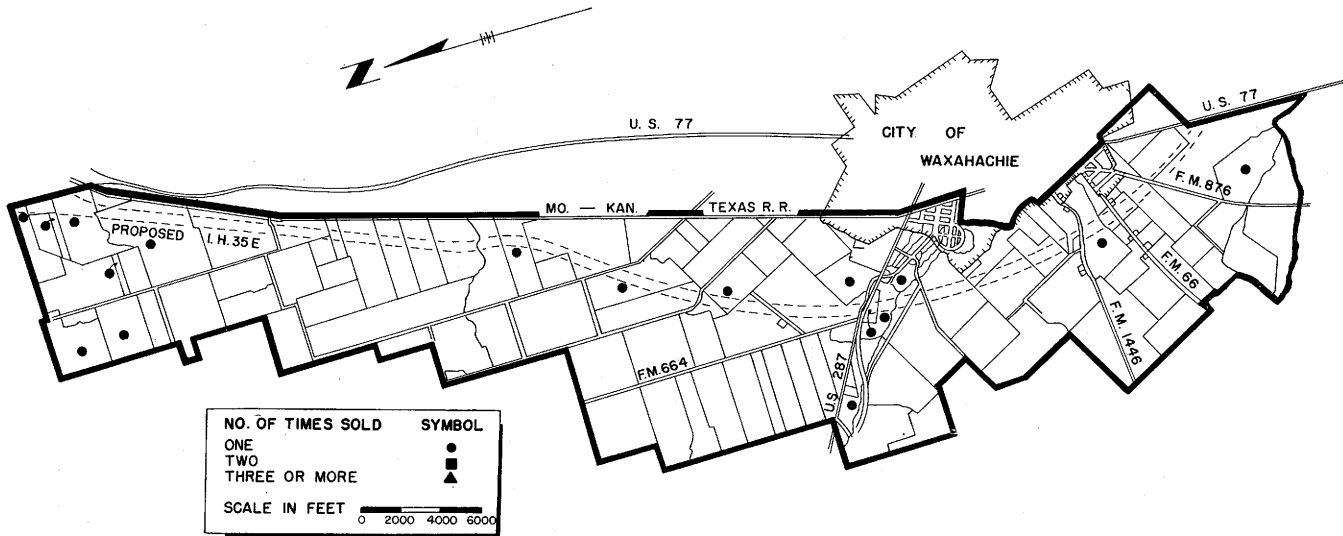 N
U.S. 77
U.S. 77
CITY OF
WAXAHACHIE
F.M. 876
MO. — KAN. TEXAS R.R.
PROPOSED I.H. 35 E
F.M. 66
F.M. 1446
F.M. 664
U.S. 287
NO. OF TIMES SOLD SYMBOL
ONE
TWO
THREE OR MORE
SCALE IN FEET
0 2000 4000 6000